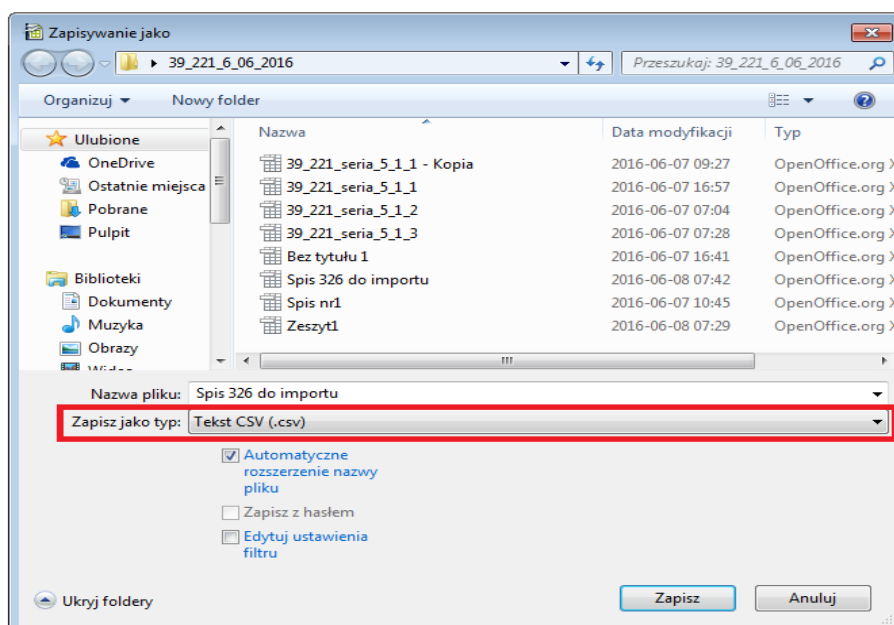 Zapisywanie jako
39_221_6_06_2016
Przeszukaj: 39_221_6_06_2016
Organizuj Nowy folder
Nazwa Data modyfikacji Typ
Ulubione
OneDrive
Ostatnie miejsca
Pobrane
Pulpit
Biblioteki
Dokumenty
Muzyka
Obrazy
39_221_seria_5_1_1 - Kopia 2016-06-07 09:27 OpenOffice.org X
39_221_seria_5_1_1 2016-06-07 16:57 OpenOffice.org X
39_221_seria_5_1_2 2016-06-07 07:04 OpenOffice.org X
39_221_seria_5_1_3 2016-06-07 07:28 OpenOffice.org X
Bez tytułu 1 2016-06-07 16:41 OpenOffice.org X
Spis 326 do importu 2016-06-08 07:42 OpenOffice.org X
Spis nr1 2016-06-07 10:45 OpenOffice.org X
Zeszyt1 2016-06-08 07:29 OpenOffice.org X
Nazwa pliku: Spis 326 do importu
Zapisz jako typ: Tekst CSV (.csv)
Automatyczne
rozszerzenie nazwy
pliku
Zapisz z hasłem
Edytuj ustawienia
filtru
Ukryj foldery
Zapisz
Anuluj